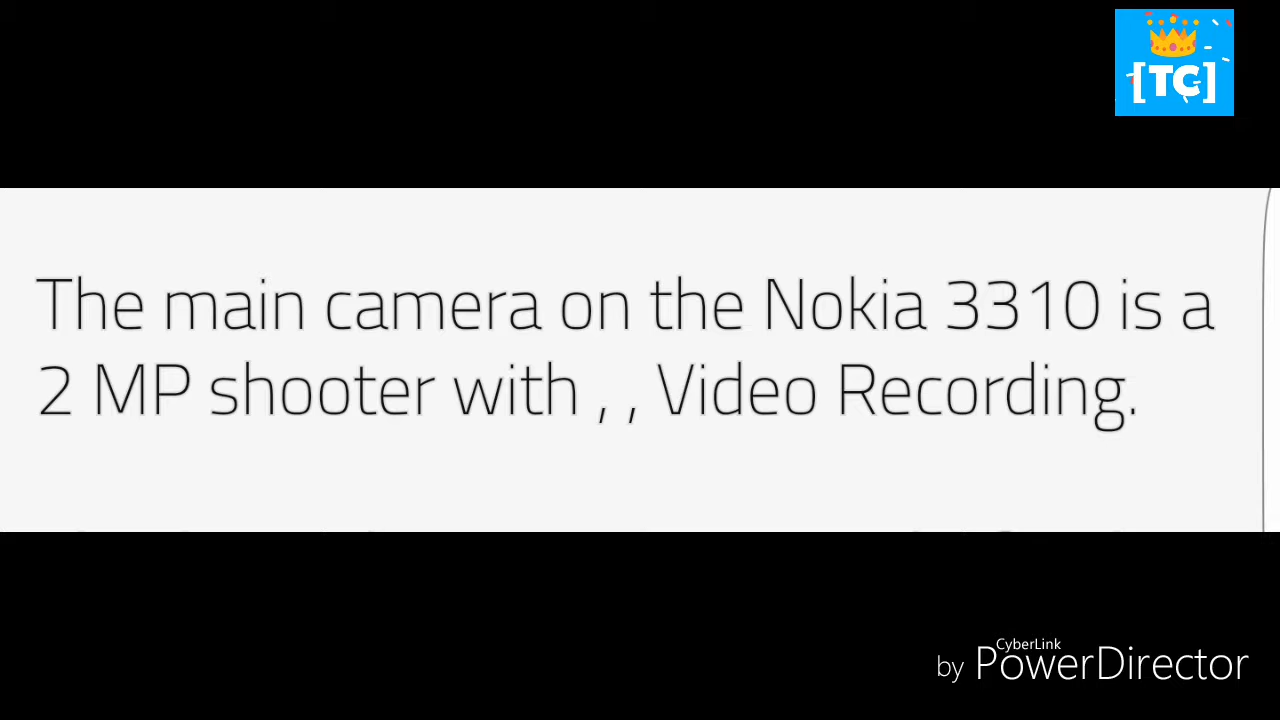 [TC]
The main camera on the Nokia 3310 is a
2 MP shooter with , , Video Recording.
CyberLink
by PowerDirector